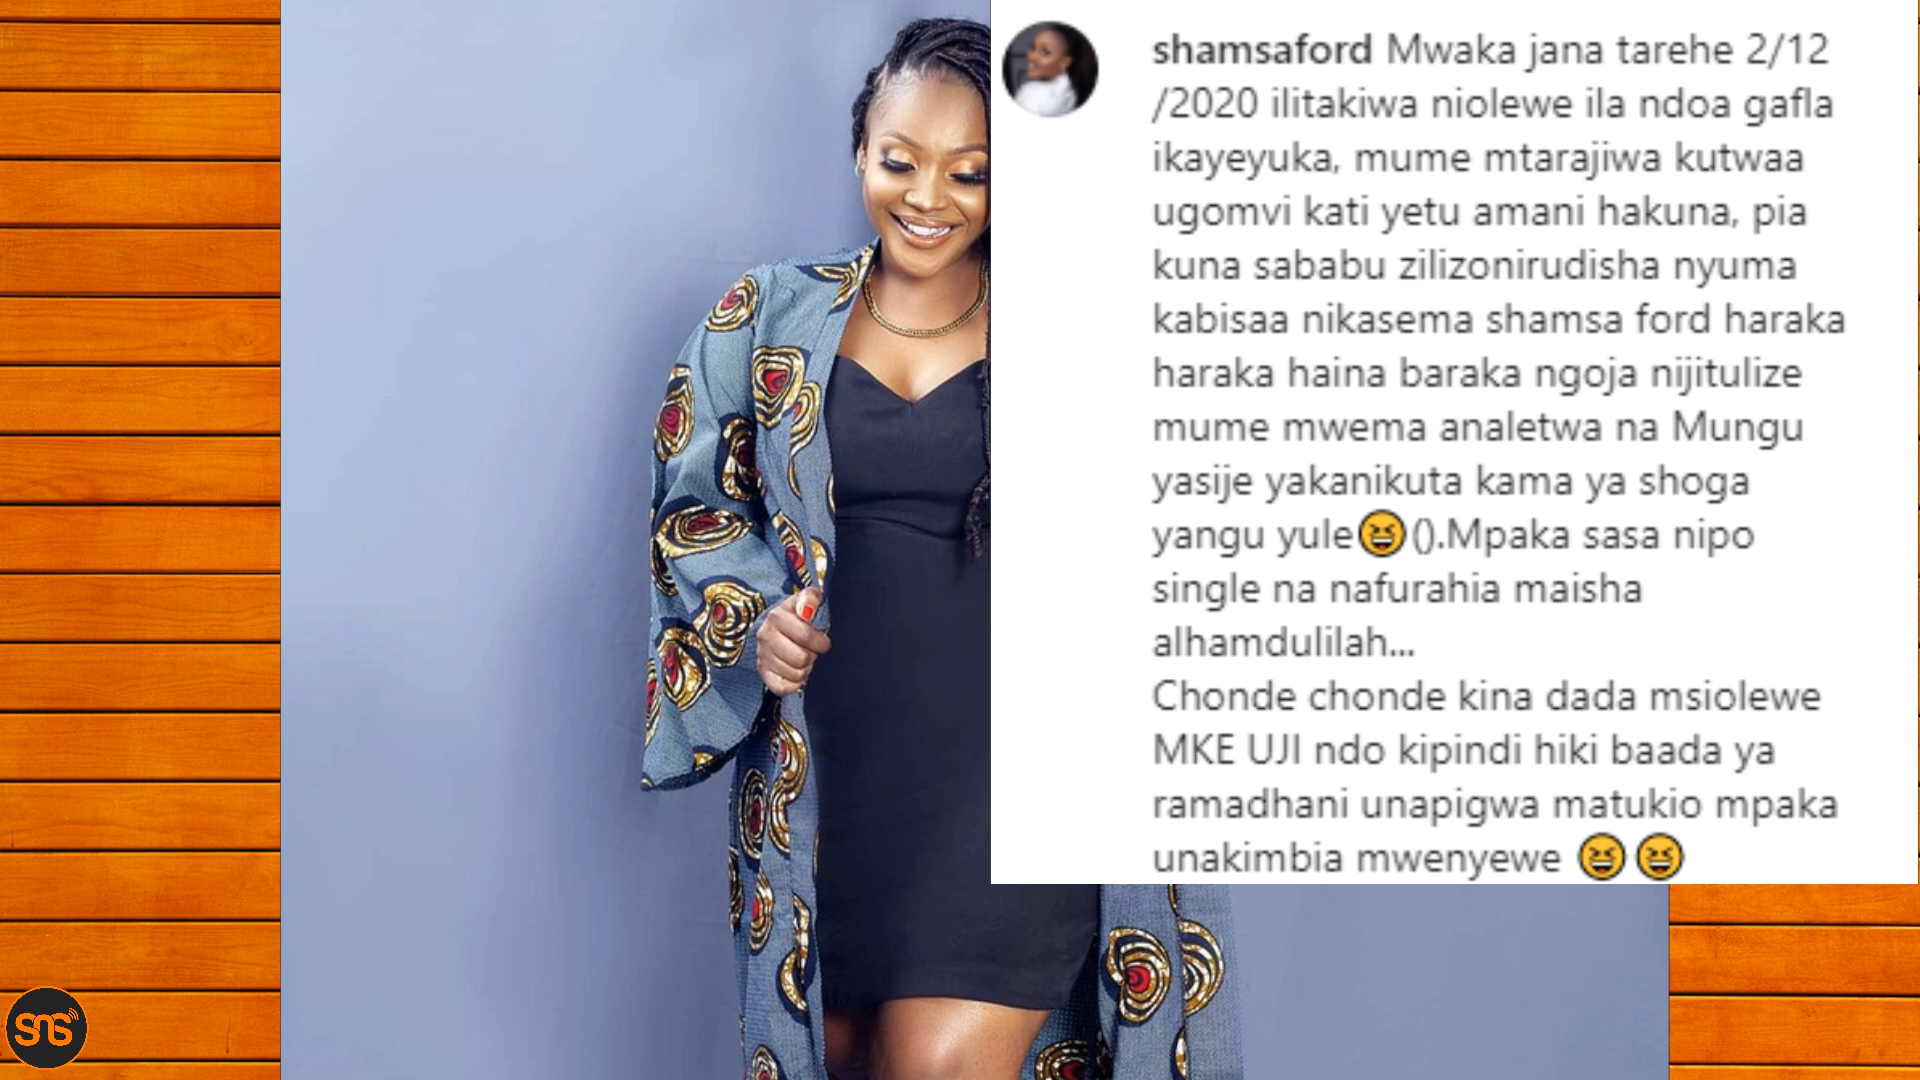 shamsaford Mwaka jana tarehe 2/12
/2020 ilitakiwa niolewe ila ndoa gafla
ikayeyuka, mume mtarajiwa kutwaa
ugomvi kati yetu amani hakuna, pia
kuna sababu zilizonirudisha nyuma
kabisaa nikasema shamsa ford haraka
haraka haina baraka ngoja nijitulize
mume mwema analetwa na Mungu
yasije yakanikuta kama ya shoga
yangu yule😆().Mpaka sasa nipo
single na nafurahia maisha
alhamdulilah...
Chonde chonde kina dada msiolewe
MKE UJI ndo kipindi hiki baada ya
ramadhani unapigwa matukio mpaka
unakimbia mwenyewe 😆😆
SNS